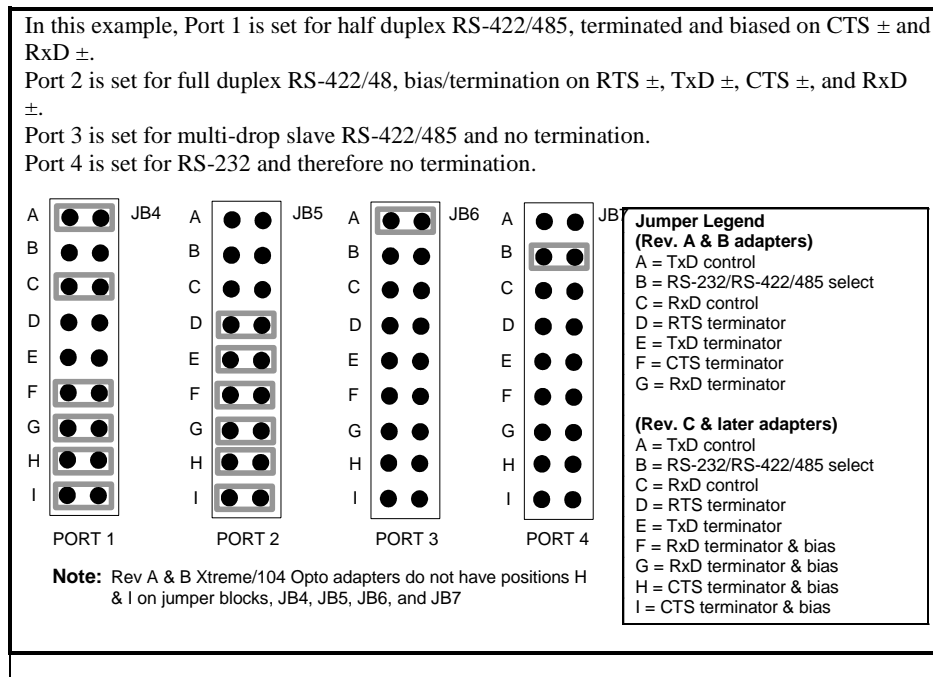 In this example, Port 1 is set for half duplex RS-422/485, terminated and biased on CTS ± and
RxD ±.
Port 2 is set for full duplex RS-422/48, bias/termination on RTS ±, TxD ±, CTS ±, and RxD
±.
Port 3 is set for multi-drop slave RS-422/485 and no termination.
Port 4 is set for RS-232 and therefore no termination.
A
B
C
D
E
F
G
H
I
JB4
PORT 1
A
B
C
D
E
F
G
H
I
JB5
PORT 2
A
B
C
D
E
F
G
H
I
JB6
PORT 3
A
B
C
D
E
F
G
H
I
JB7
PORT 4
Note: Rev A & B Xtreme/104 Opto adapters do not have positions H
& I on jumper blocks, JB4, JB5, JB6, and JB7
Jumper Legend
(Rev. A & B adapters)
A = TxD control
B = RS-232/RS-422/485 select
C = RxD control
D = RTS terminator
E = TxD terminator
F = CTS terminator
G = RxD terminator
(Rev. C & later adapters)
A = TxD control
B = RS-232/RS-422/485 select
C = RxD control
D = RTS terminator
E = TxD terminator
F = RxD terminator & bias
G = RxD terminator & bias
H = CTS terminator & bias
I = CTS terminator & bias